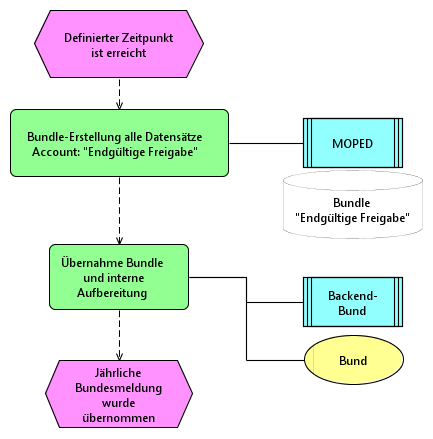 Definierter Zeitpunkt
ist erreicht
Bundle-Erstellung alle Datensätze
Account: "Endgültige Freigabe"
MOPED
Bundle
"Endgültige Freigabe"
Übernahme Bundle
und interne
Aufbereitung
Backend-
Bund
Bund
Jährliche
Bundesmeldung
wurde
übernommen